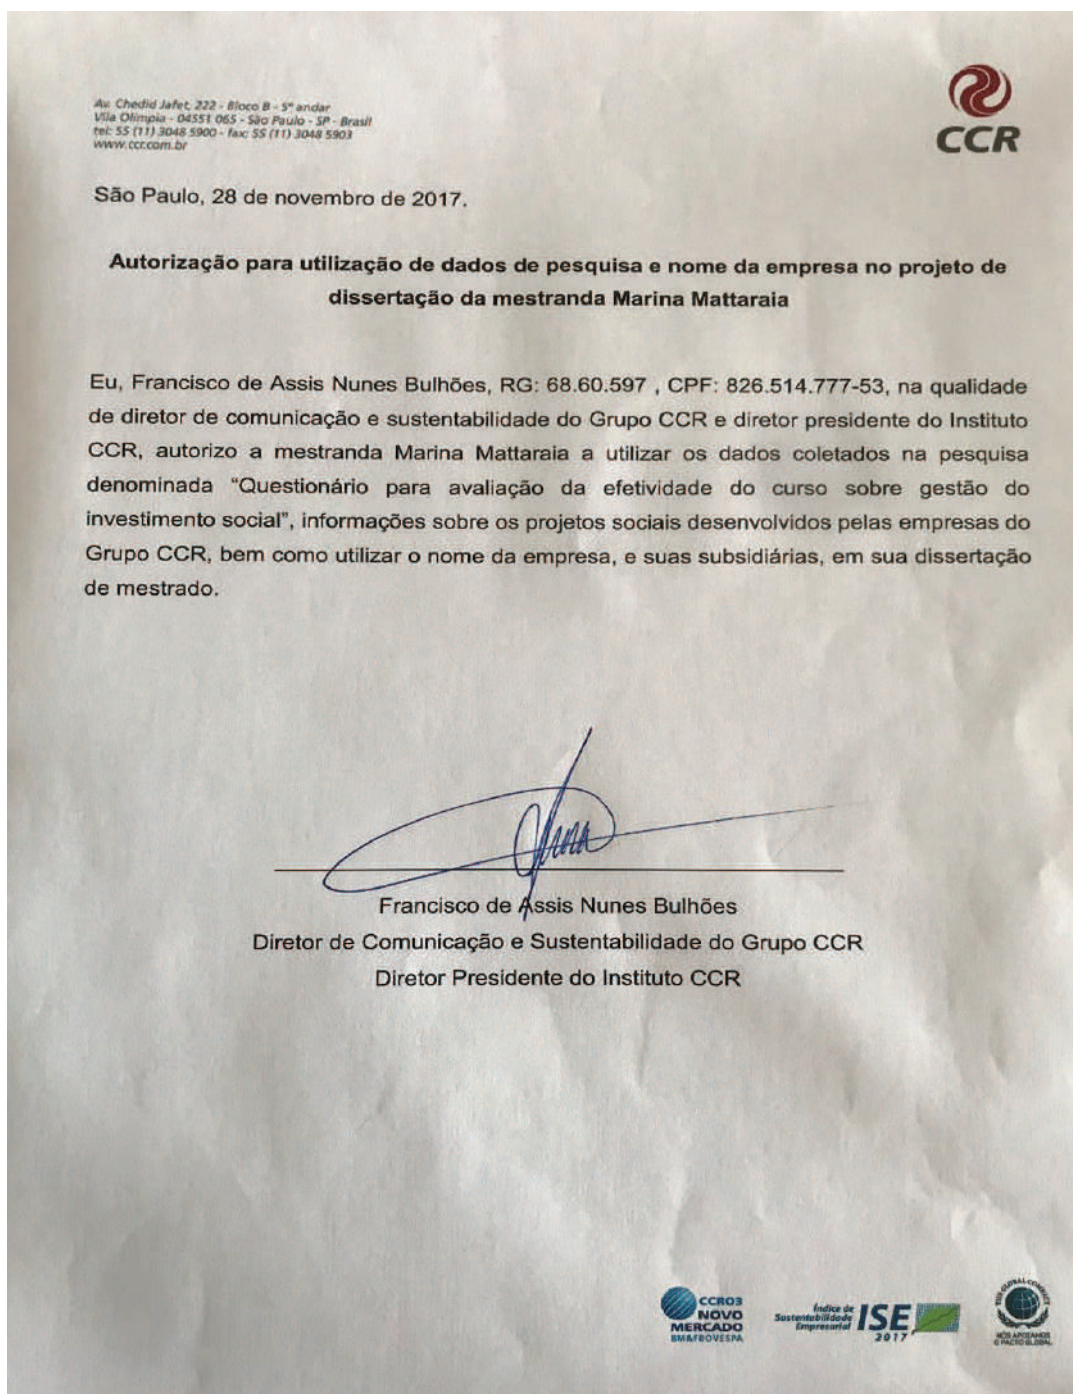 Av. Chedid Jafet, 222 - Bloco B - 5º andar
Vila Olímpia - 04551 065 - São Paulo - SP - Brasil
tel: 55 (11) 3048 5900 - fax: 55 (11) 3048 5903
www.ccr.com.br
CCR
São Paulo, 28 de novembro de 2017.
Autorização para utilização de dados de pesquisa e nome da empresa no projeto de
dissertação da mestranda Marina Mattaraia
Eu, Francisco de Assis Nunes Bulhões, RG: 68.60.597 , CPF: 826.514.777-53, na qualidade
de diretor de comunicação e sustentabilidade do Grupo CCR e diretor presidente do Instituto
CCR, autorizo a mestranda Marina Mattaraia a utilizar os dados coletados na pesquisa
denominada “Questionário para avaliação da efetividade do curso sobre gestão do
investimento social”, informações sobre os projetos sociais desenvolvidos pelas empresas do
Grupo CCR, bem como utilizar o nome da empresa, e suas subsidiárias, em sua dissertação
de mestrado.
Francisco de Assis Nunes Bulhões
Diretor de Comunicação e Sustentabilidade do Grupo CCR
Diretor Presidente do Instituto CCR
CCRO3
NOVO
MERCADO
BM&FBOVESPA
Índice de
Sustentabilidade
Empresarial
ISE
2017
THE GLOBAL COMPACT
NÓS APOIAMOS
O PACTO GLOBAL